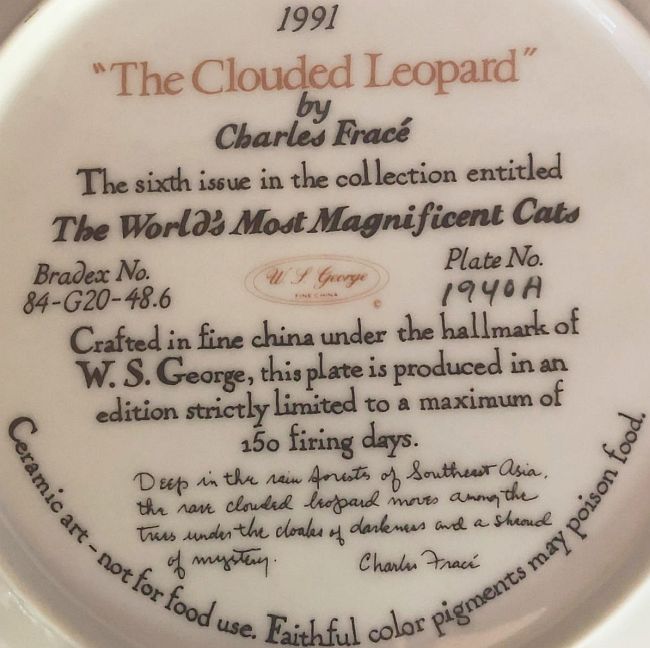 1991
"The Clouded Leopard"
by
Charles Fracé
The sixth issue in the collection entitled
The World's Most Magnificent Cats
Bradex No.
84-G20-48.6
W. S. George
FINE CHINA
©
Plate No.
1940A
Crafted in fine china under the hallmark of
W. S. George, this plate is produced in an
edition strictly limited to a maximum of
150 firing days.
Deep in the rain forests of Southeast Asia,
the rare clouded leopard moves among the
trees under the cloaks of darkness and a shroud
of mystery.
Charles Fracé
Ceramic art - not for food use. Faithful color pigments may poison food.